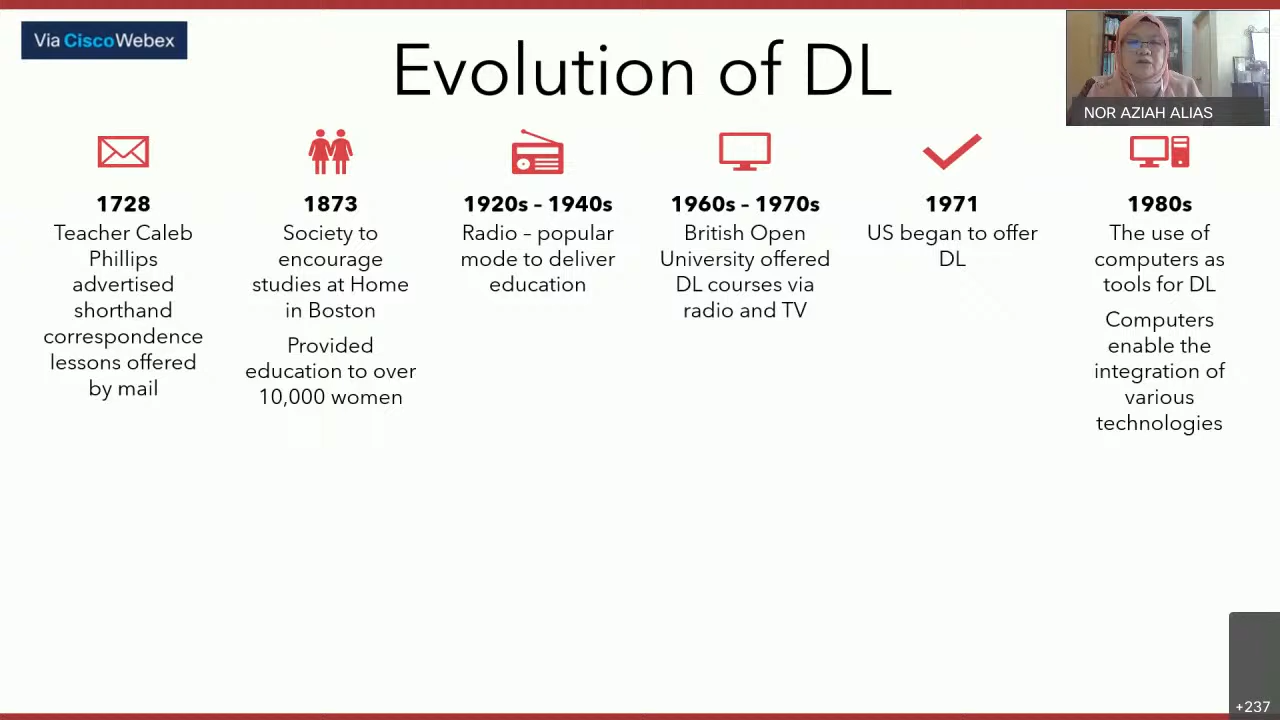 Via CiscoWebex
Evolution of DL
NOR AZIAH ALIAS
1728
Teacher Caleb
Phillips
advertised
shorthand
correspondence
lessons offered
by mail
1873
Society to
encourage
studies at Home
in Boston
Provided
education to over
10,000 women
1920s – 1940s
Radio – popular
mode to deliver
education
1960s – 1970s
British Open
University offered
DL courses via
radio and TV
1971
US began to offer
DL
1980s
The use of
computers as
tools for DL
Computers
enable the
integration of
various
technologies
+237